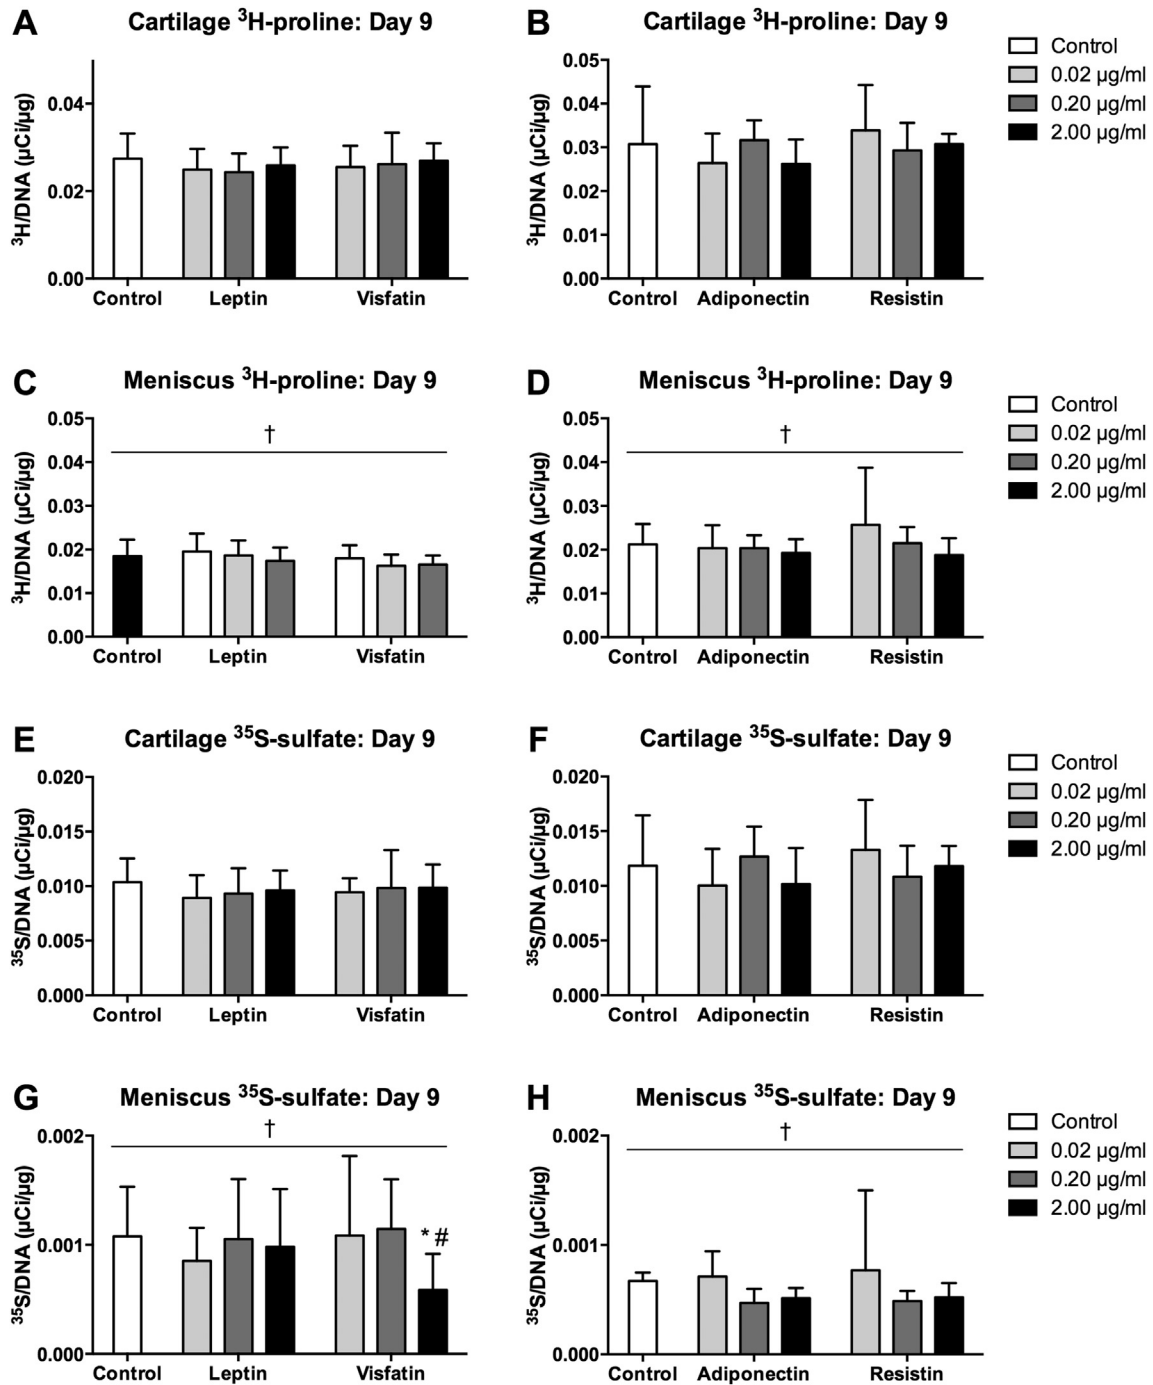 A
Cartilage ³H-proline: Day 9
³H/DNA (µCi/µg)
0.04
0.02
0.00
Control Leptin Visfatin
B
Cartilage ³H-proline: Day 9
³H/DNA (µCi/µg)
0.05
0.04
0.03
0.02
0.01
0.00
Control Adiponectin Resistin
Control
0.02 µg/ml
0.20 µg/ml
2.00 µg/ml
C
Meniscus ³H-proline: Day 9
³H/DNA (µCi/µg)
0.05
0.04
0.03
0.02
0.01
0.00
†
Control Leptin Visfatin
D
Meniscus ³H-proline: Day 9
³H/DNA (µCi/µg)
0.05
0.04
0.03
0.02
0.01
0.00
†
Control Adiponectin Resistin
Control
0.02 µg/ml
0.20 µg/ml
2.00 µg/ml
E
Cartilage ³⁵S-sulfate: Day 9
³⁵S/DNA (µCi/µg)
0.020
0.015
0.010
0.005
0.000
Control Leptin Visfatin
F
Cartilage ³⁵S-sulfate: Day 9
³⁵S/DNA (µCi/µg)
0.020
0.015
0.010
0.005
0.000
Control Adiponectin Resistin
Control
0.02 µg/ml
0.20 µg/ml
2.00 µg/ml
G
Meniscus ³⁵S-sulfate: Day 9
³⁵S/DNA (µCi/µg)
0.002
0.001
0.000
†
*#
Control Leptin Visfatin
H
Meniscus ³⁵S-sulfate: Day 9
³⁵S/DNA (µCi/µg)
0.002
0.001
0.000
†
Control Adiponectin Resistin
Control
0.02 µg/ml
0.20 µg/ml
2.00 µg/ml